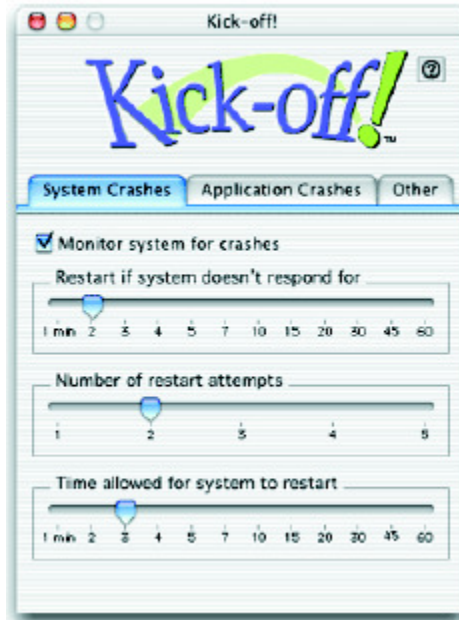 Kick-off!
Kick-off!™
?
System Crashes Application Crashes Other
Monitor system for crashes
Restart if system doesn't respond for
1 min 2 3 4 5 7 10 15 20 30 45 60
Number of restart attempts
1 2 3 4 5
Time allowed for system to restart
1 min 2 3 4 5 7 10 15 20 30 45 60